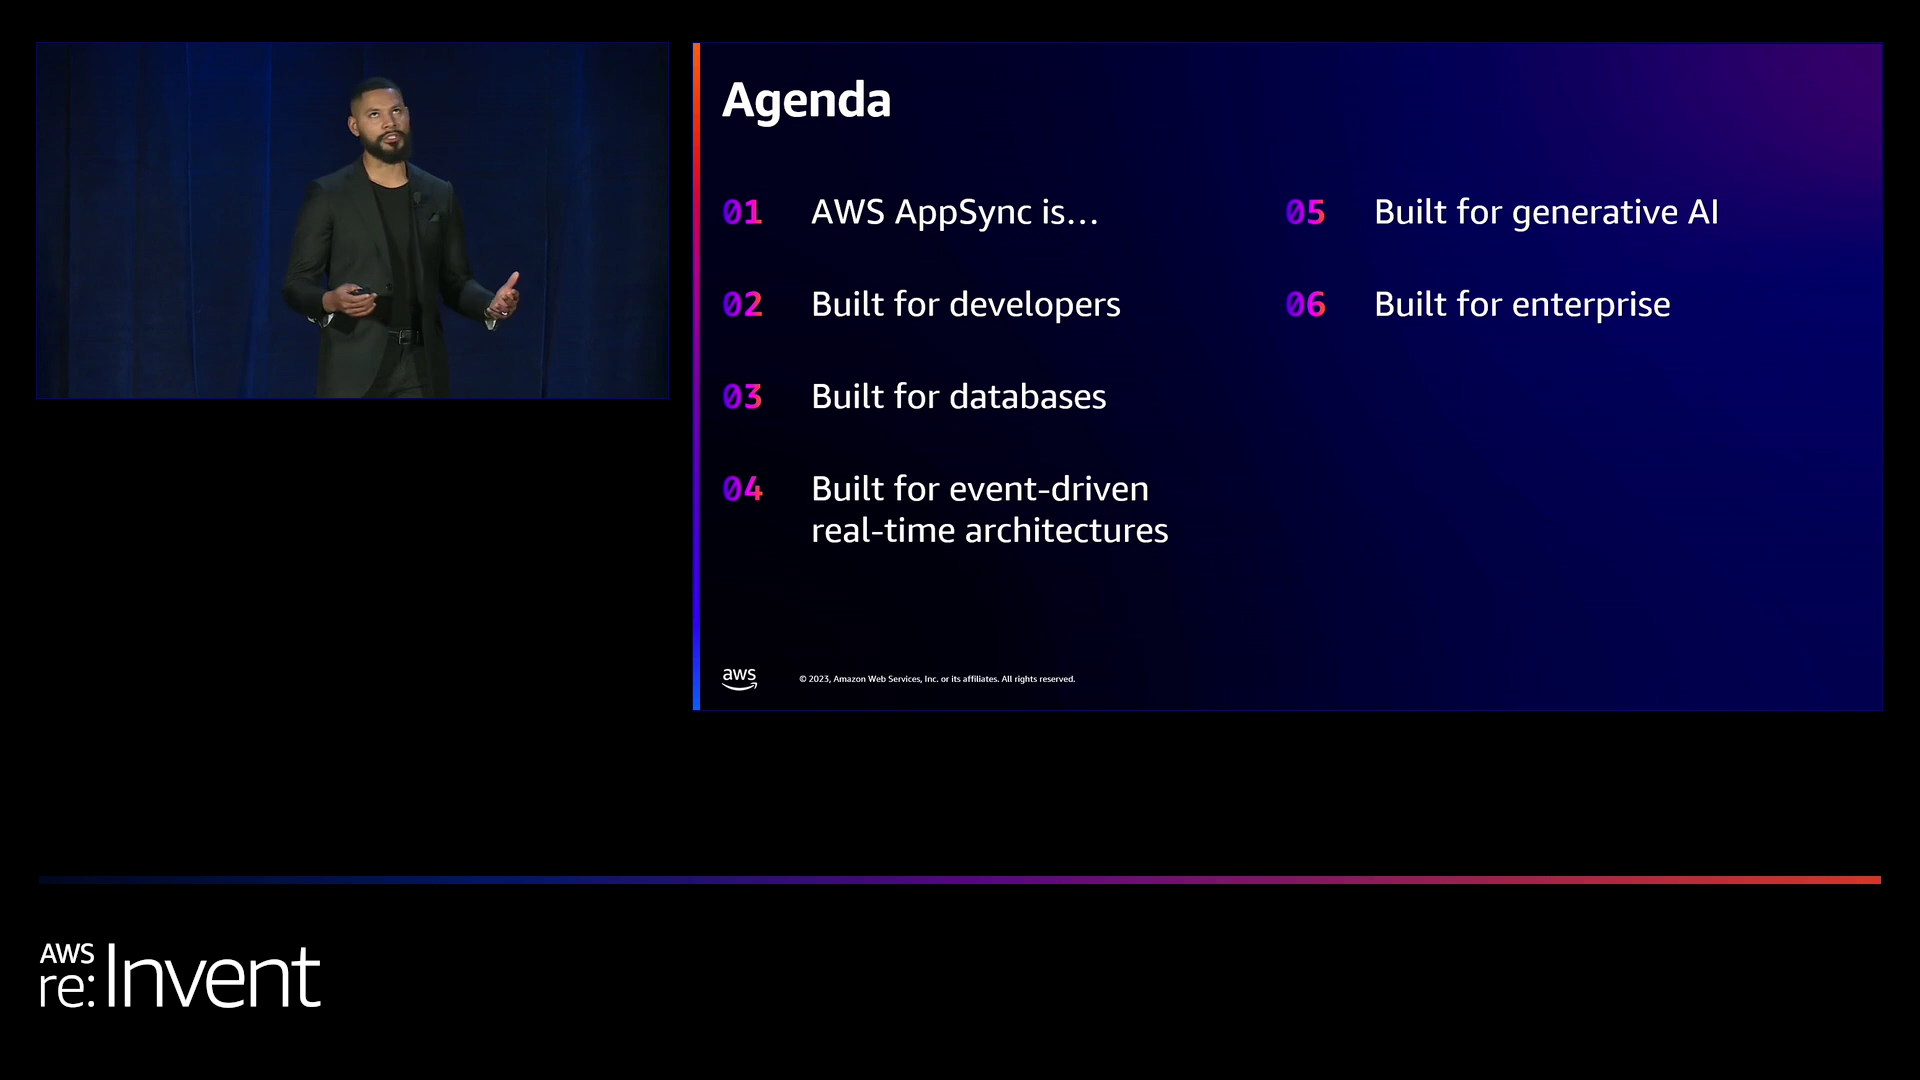 Agenda
01 AWS AppSync is...
02 Built for developers
03 Built for databases
04 Built for event-driven
real-time architectures
05 Built for generative AI
06 Built for enterprise
aws © 2023, Amazon Web Services, Inc. or its affiliates. All rights reserved.
AWS
re:Invent